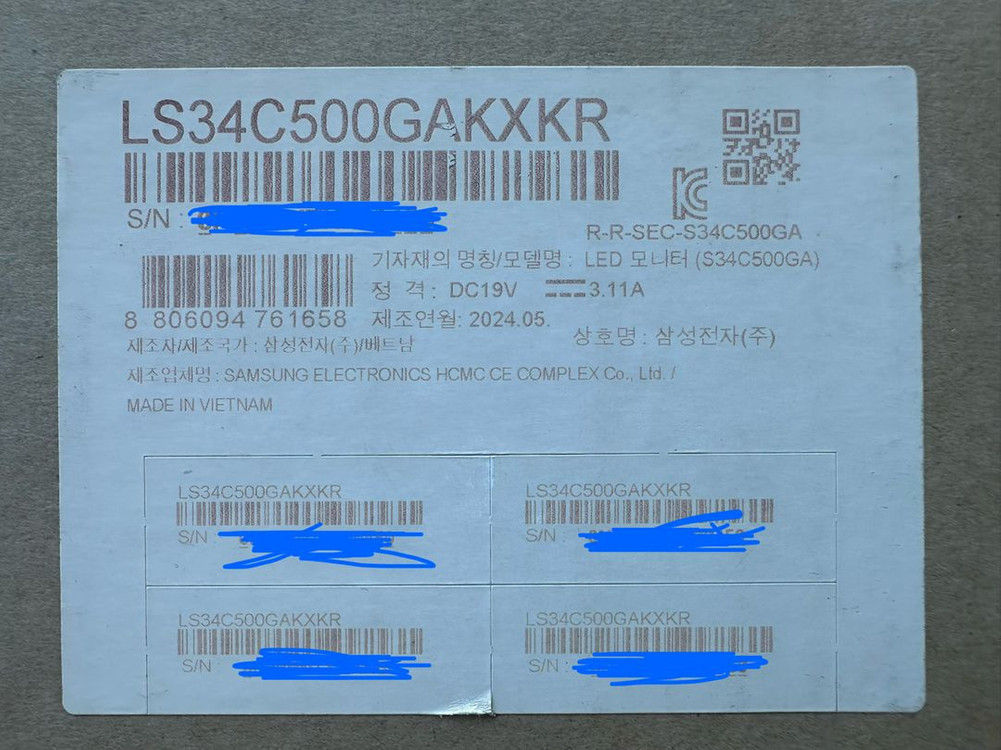 LS34C500GAKXKR
S/N :
R-R-SEC-S34C500GA
기자재의 명칭/모델명 : LED 모니터 (S34C500GA)
정 격 : DC19V 3.11A
8 806094 761658
제조연월: 2024.05.
상호명 : 삼성전자(주)
제조자/제조국가 : 삼성전자(주)/베트남
제조업체명 : SAMSUNG ELECTRONICS HCMC CE COMPLEX Co., Ltd. /
MADE IN VIETNAM
LS34C500GAKXKR
S/N
LS34C500GAKXKR
S/N :
LS34C500GAKXKR
S/N
LS34C500GAKXKR
S/N :